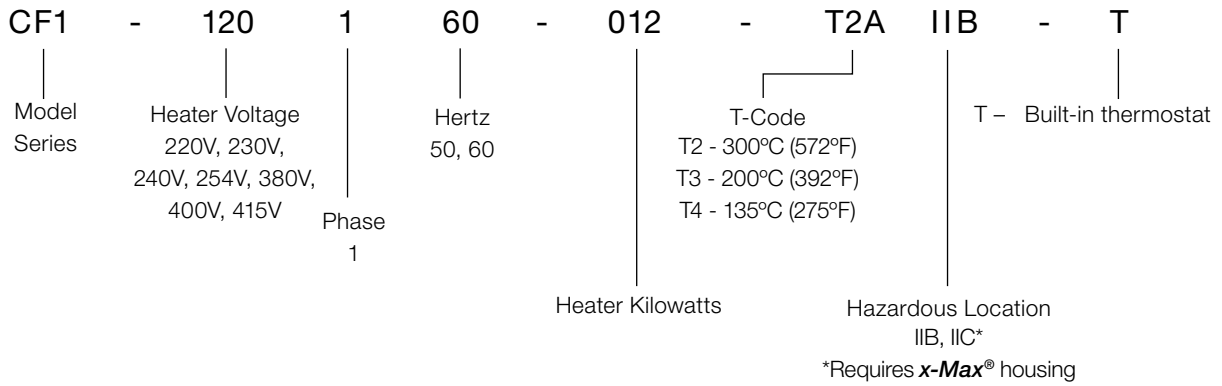 CF1 - 120 1 60 - 012 - T2A IIB - T
Model
Series
Heater Voltage
220V, 230V,
240V, 254V, 380V,
400V, 415V
Phase
1
Hertz
50, 60
Heater Kilowatts
T-Code
T2 - 300ºC (572ºF)
T3 - 200ºC (392ºF)
T4 - 135ºC (275ºF)
Hazardous Location
IIB, IIC*
*Requires x-Max® housing
T – Built-in thermostat